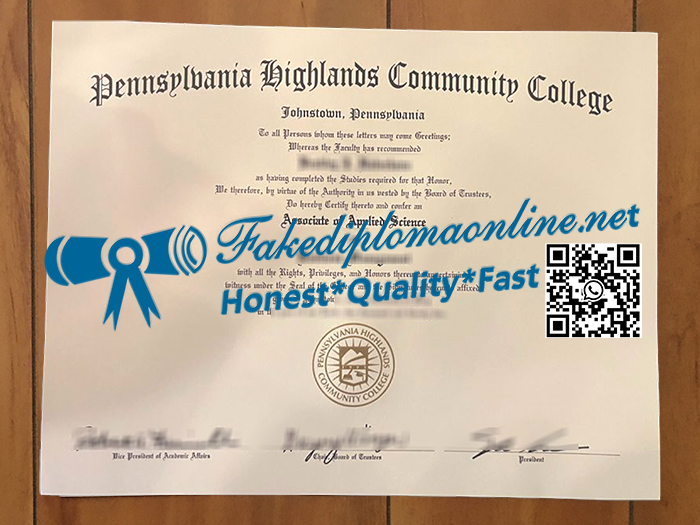 Pennsylvania Highlands Community College
Johnstown, Pennsylvania
To all Persons whom these letters may come Greetings;
Whereas the Faculty has recommended
as having completed the Studies required for that Honor,
We therefore, by virtue of the Authority in us vested by the Board of Trustees,
Do hereby Certify thereto and confer an
Associate of Applied Science
Fakediplomaonline.net
with all the Rights, Privileges, and Honors thereunto
Honest*Quality*Fast
witness under the Seal of the affixed
PENNSYLVANIA HIGHLANDS
COMMUNITY COLLEGE
Vice President of Academic Affairs
Chair Board of Trustees
President